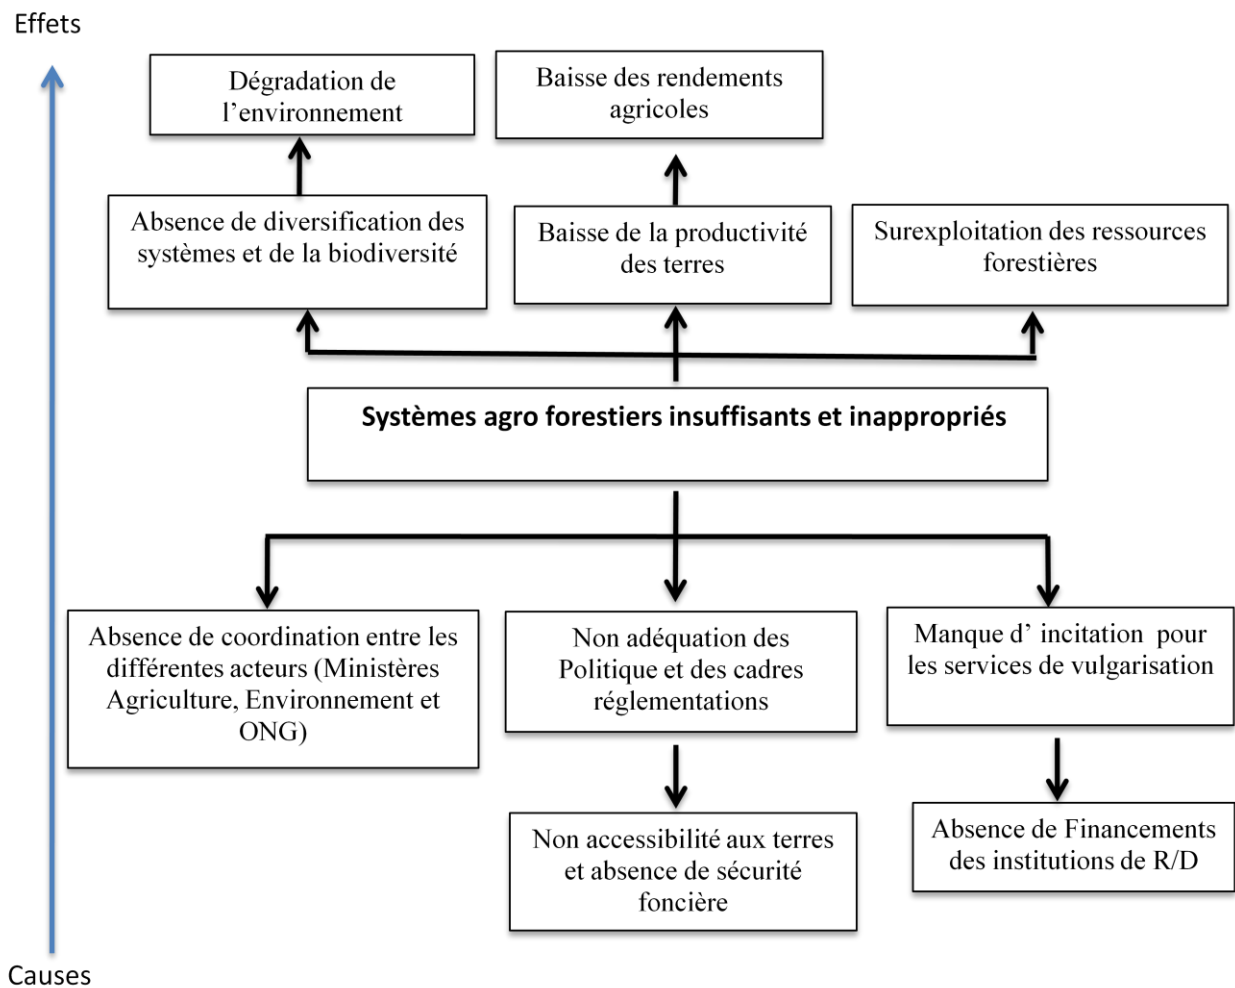 Effets
Dégradation de
l’environnement
Baisse des rendements
agricoles
Absence de diversification des
systèmes et de la biodiversité
Baisse de la productivité
des terres
Surexploitation des ressources
forestières
Systèmes agro forestiers insuffisants et inappropriés
Absence de coordination entre les
différentes acteurs (Ministères
Agriculture, Environnement et
ONG)
Non adéquation des
Politique et des cadres
réglementations
Manque d’ incitation  pour
les services de vulgarisation
Non accessibilité aux terres
et absence de sécurité
foncière
Absence de Financements
des institutions de R/D
Causes